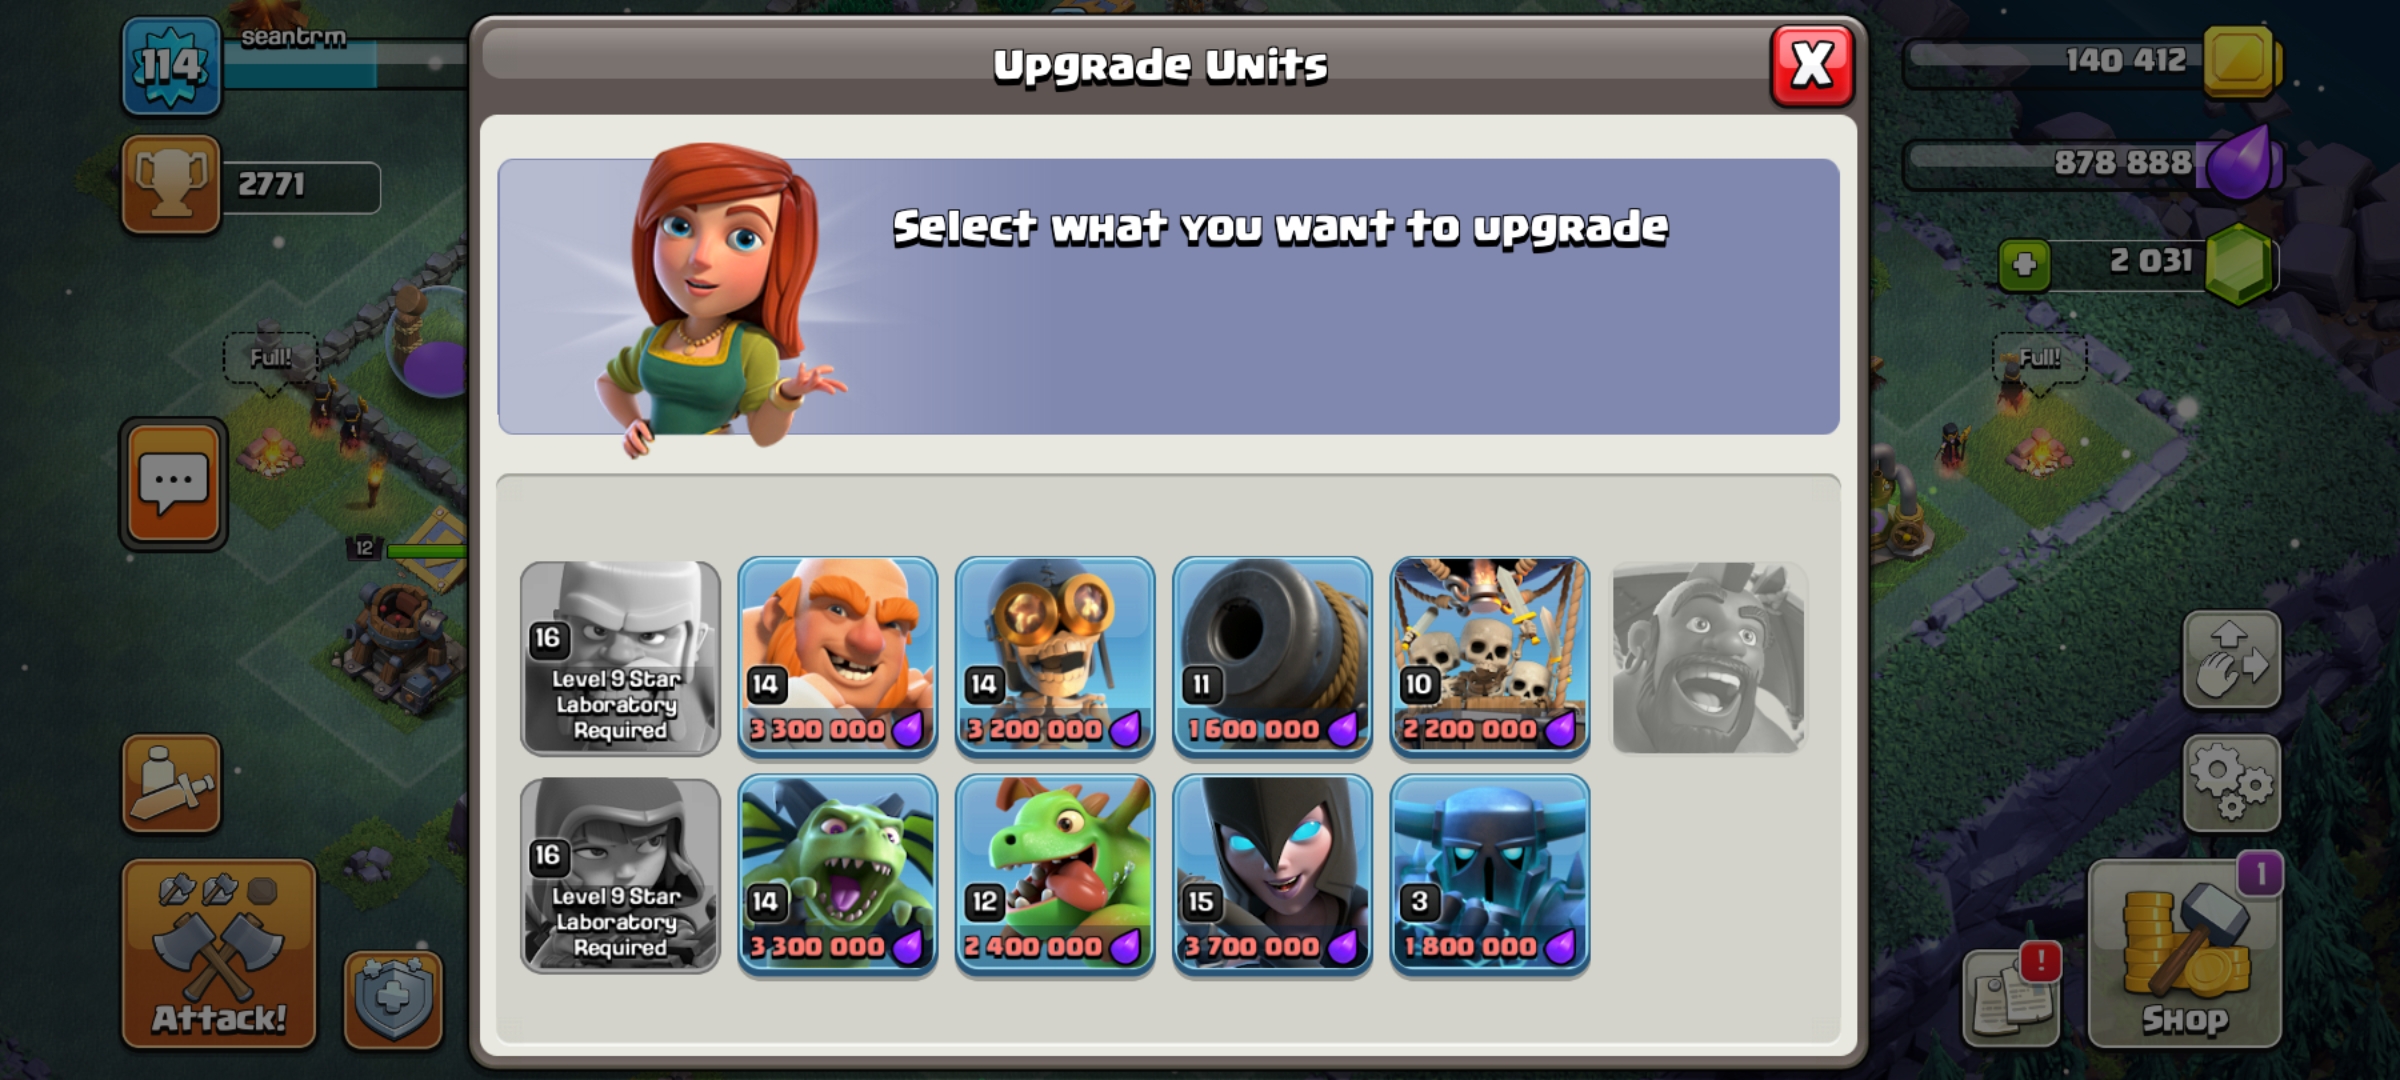 114
seantrm
2771
Full!
12
Attack!
Upgrade Units
X
Select what you want to upgrade
16
Level 9 Star
Laboratory
Required
14
3 300 000
14
3 200 000
11
1 600 000
10
2 200 000
16
Level 9 Star
Laboratory
Required
14
3 300 000
12
2 400 000
15
3 700 000
3
1 800 000
140 412
878 888
+
2 031
Full!
1
!
Shop